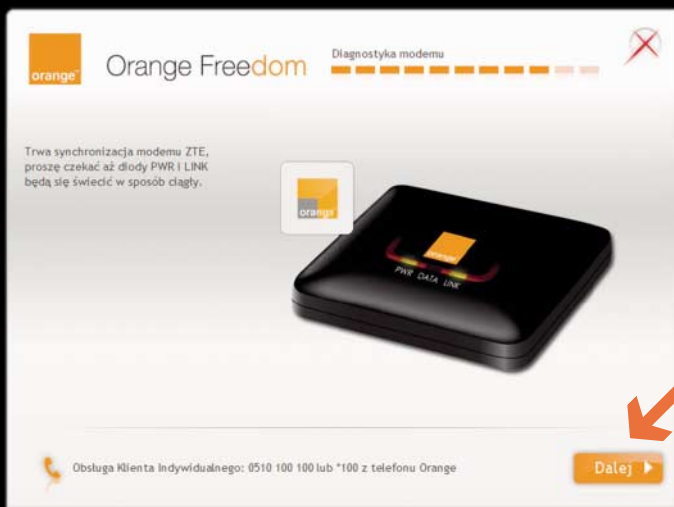 orange™
Orange Freedom
Diagnostyka modemu
Trwa synchronizacja modemu ZTE,
proszę czekać aż diody PWR i LINK
będą się świecić w sposób ciągły.
orange
orange
PWR DATA LINK
Obsługa Klienta Indywidualnego: 0510 100 100 lub *100 z telefonu Orange
Dalej